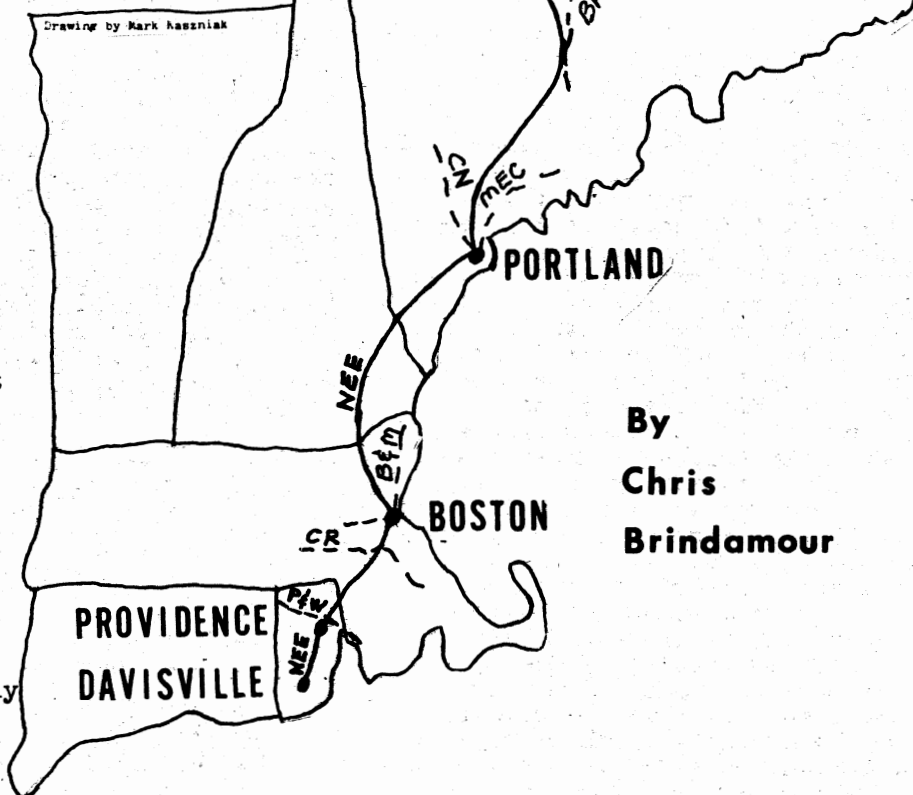 Drawing by Mark Kaszniak
CN
MEC
PORTLAND
NEE
B&M
By
Chris
Brindamour
BOSTON
CR
P&W
PROVIDENCE
NEE
DAVISVILLE